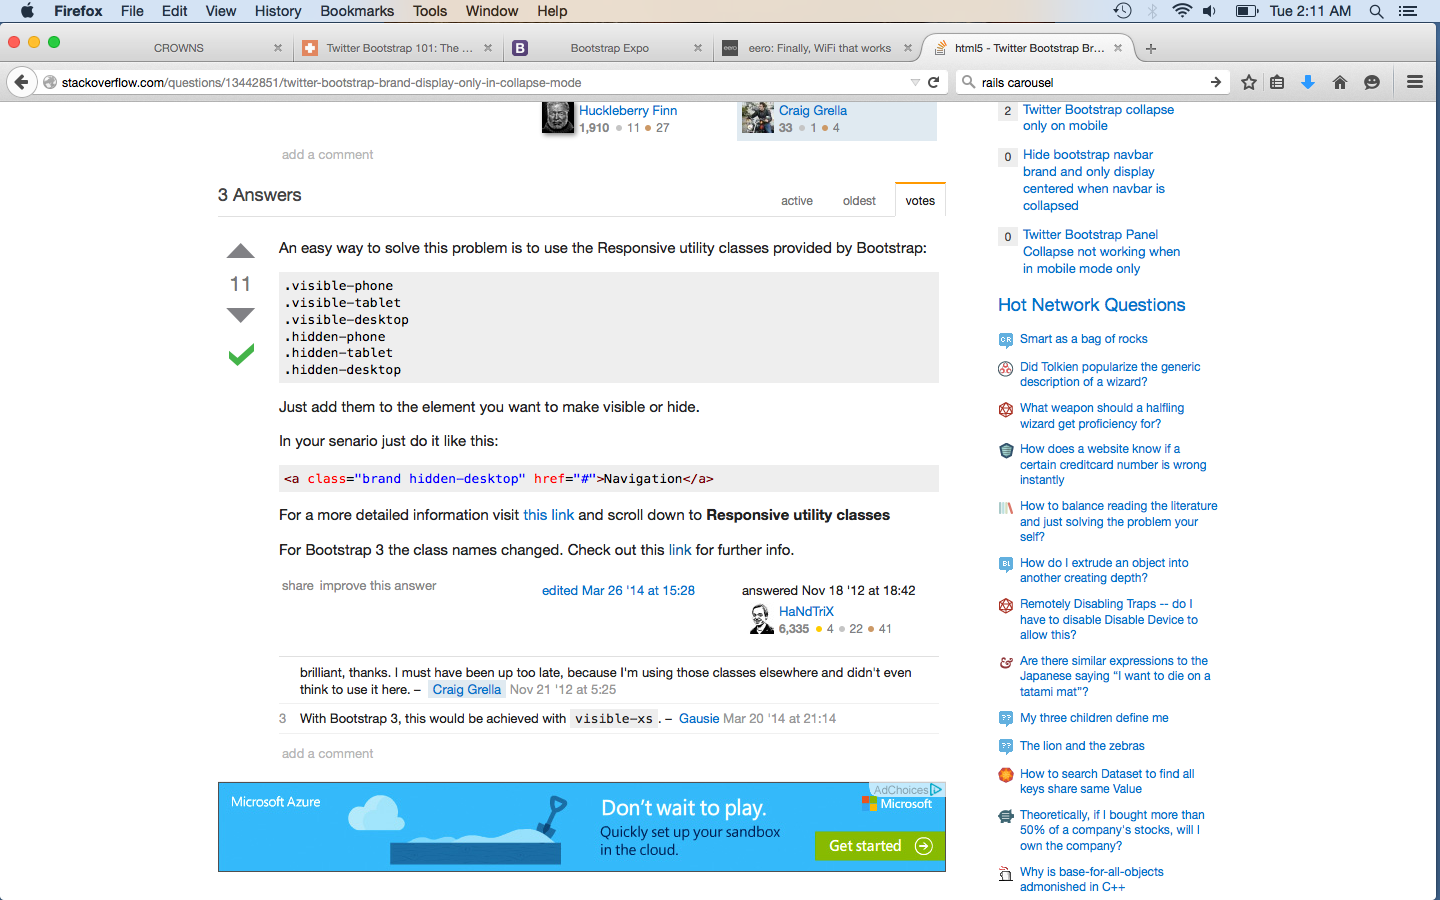 Firefox File Edit View History Bookmarks Tools Window Help Tue 2:11 AM
CROWNS Twitter Bootstrap 101: The ... Bootstrap Expo eero: Finally, WiFi that works html5 - Twitter Bootstrap Br...
stackoverflow.com/questions/13442851/twitter-bootstrap-brand-display-only-in-collapse-mode rails carousel
Huckleberry Finn
1,910 11 27
Craig Grella
33 1 4
add a comment
3 Answers
active oldest votes
An easy way to solve this problem is to use the Responsive utility classes provided by Bootstrap:
11
.visible-phone
.visible-tablet
.visible-desktop
.hidden-phone
.hidden-tablet
.hidden-desktop
Just add them to the element you want to make visible or hide.
In your senario just do it like this:
<a class="brand hidden-desktop" href="#">Navigation</a>
For a more detailed information visit this link and scroll down to Responsive utility classes
For Bootstrap 3 the class names changed. Check out this link for further info.
share improve this answer
edited Mar 26 '14 at 15:28
answered Nov 18 '12 at 18:42
HaNdTriX
6,335 4 22 41
brilliant, thanks. I must have been up too late, because I'm using those classes elsewhere and didn't even
think to use it here. – Craig Grella Nov 21 '12 at 5:25
3 With Bootstrap 3, this would be achieved with visible-xs . – Gausie Mar 20 '14 at 21:14
add a comment
Microsoft Azure
Don't wait to play.
Quickly set up your sandbox
in the cloud.
AdChoices
Microsoft
Get started
2 Twitter Bootstrap collapse
only on mobile
0 Hide bootstrap navbar
brand and only display
centered when navbar is
collapsed
0 Twitter Bootstrap Panel
Collapse not working when
in mobile mode only
Hot Network Questions
CR Smart as a bag of rocks
Did Tolkien popularize the generic
description of a wizard?
What weapon should a halfling
wizard get proficiency for?
How does a website know if a
certain creditcard number is wrong
instantly
How to balance reading the literature
and just solving the problem your
self?
BL How do I extrude an object into
another creating depth?
Remotely Disabling Traps -- do I
have to disable Disable Device to
allow this?
Are there similar expressions to the
Japanese saying “I want to die on a
tatami mat”?
?? My three children define me
?? The lion and the zebras
How to search Dataset to find all
keys share same Value
Theoretically, if I bought more than
50% of a company's stocks, will I
own the company?
Why is base-for-all-objects
admonished in C++